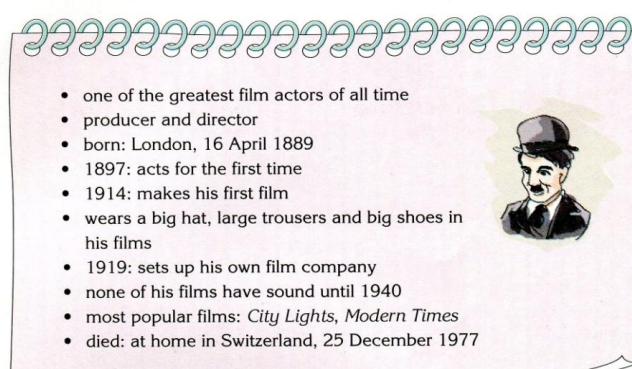 • one of the greatest film actors of all time
• producer and director
• born: London, 16 April 1889
• 1897: acts for the first time
• 1914: makes his first film
• wears a big hat, large trousers and big shoes in
his films
• 1919: sets up his own film company
• none of his films have sound until 1940
• most popular films: City Lights, Modern Times
• died: at home in Switzerland, 25 December 1977